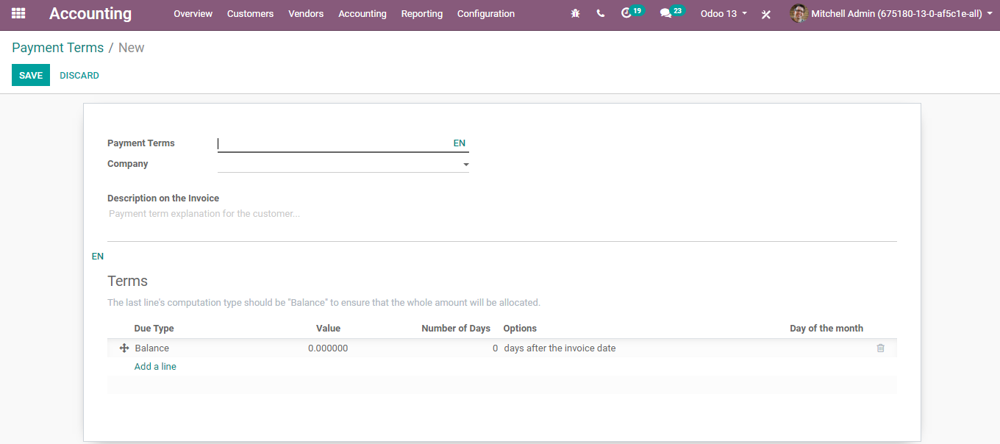 Accounting Overview Customers Vendors Accounting Reporting Configuration 19 23 Odoo 13 Mitchell Admin (675180-13-0-af5c1e-all)
Payment Terms / New
SAVE DISCARD
Payment Terms EN
Company
Description on the Invoice
Payment term explanation for the customer...
EN
Terms
The last line's computation type should be "Balance" to ensure that the whole amount will be allocated.
Due Type Value Number of Days Options Day of the month
Balance 0.000000 0 days after the invoice date
Add a line